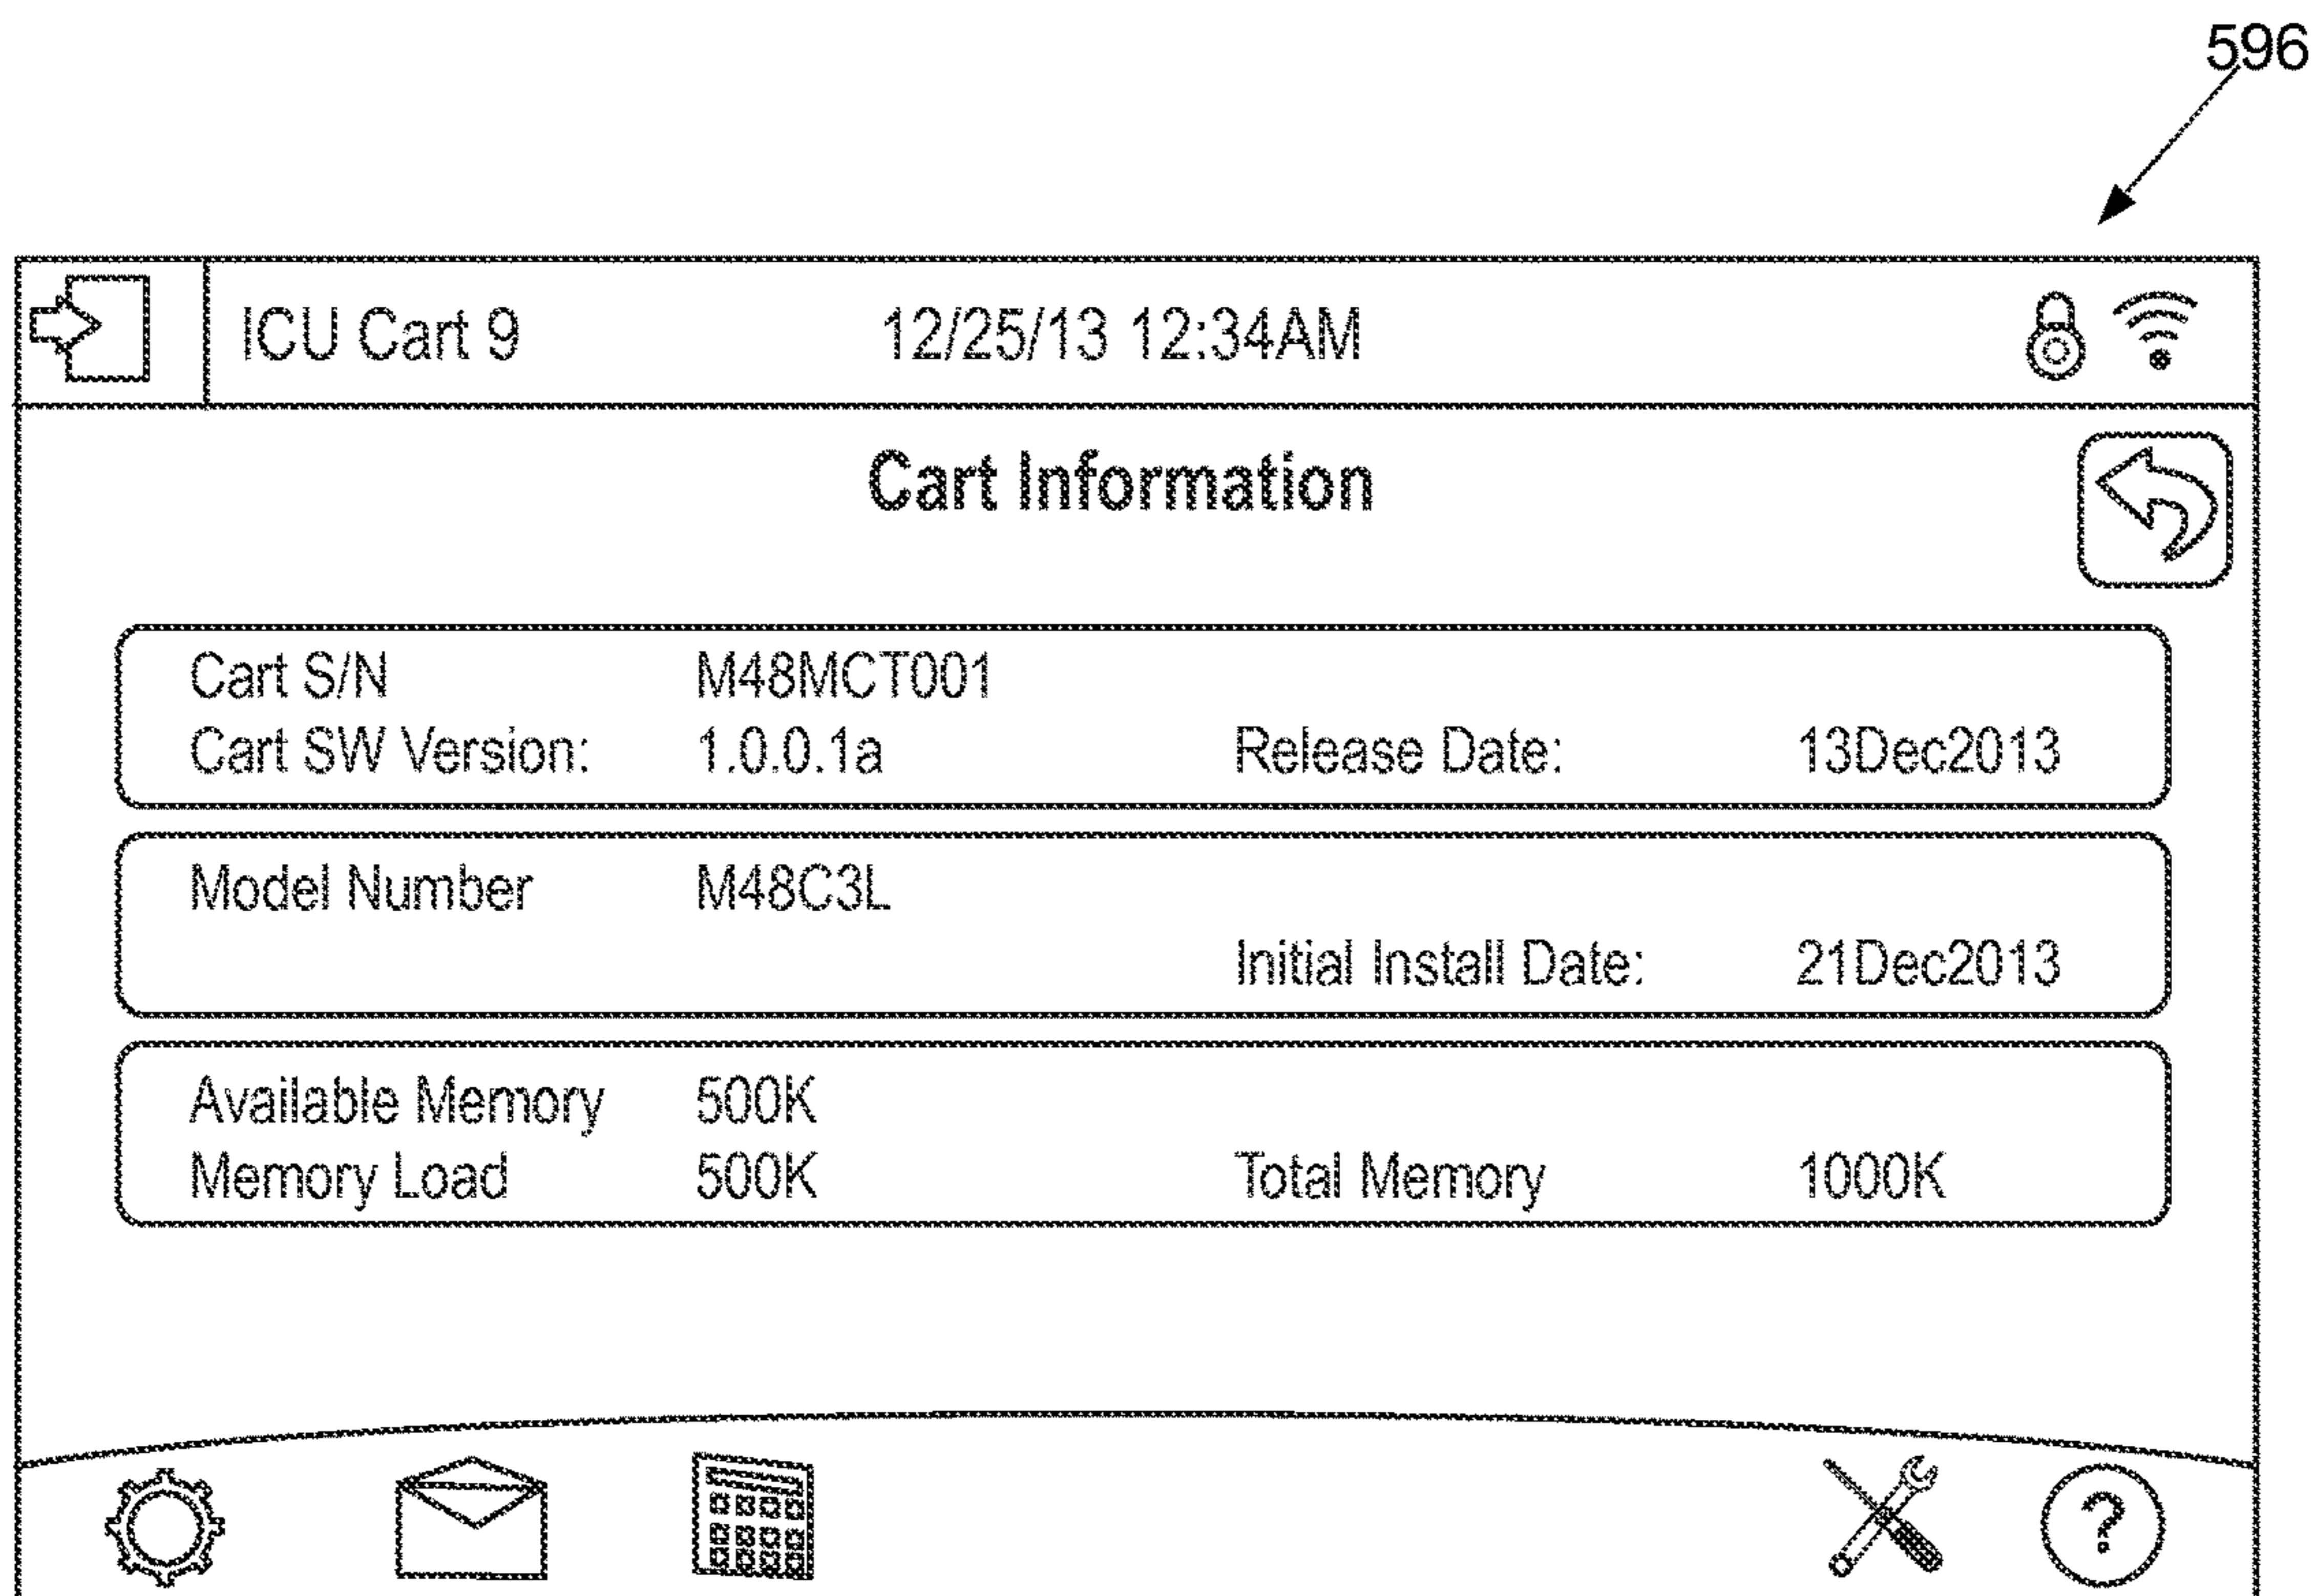 596
ICU Cart 9 12/25/13 12:34AM
Cart Information
Cart S/N M48MCT001
Cart SW Version: 1.0.0.1a Release Date: 13Dec2013
Model Number M48C3L
Initial Install Date: 21Dec2013
Available Memory 500K
Memory Load 500K Total Memory 1000K
?